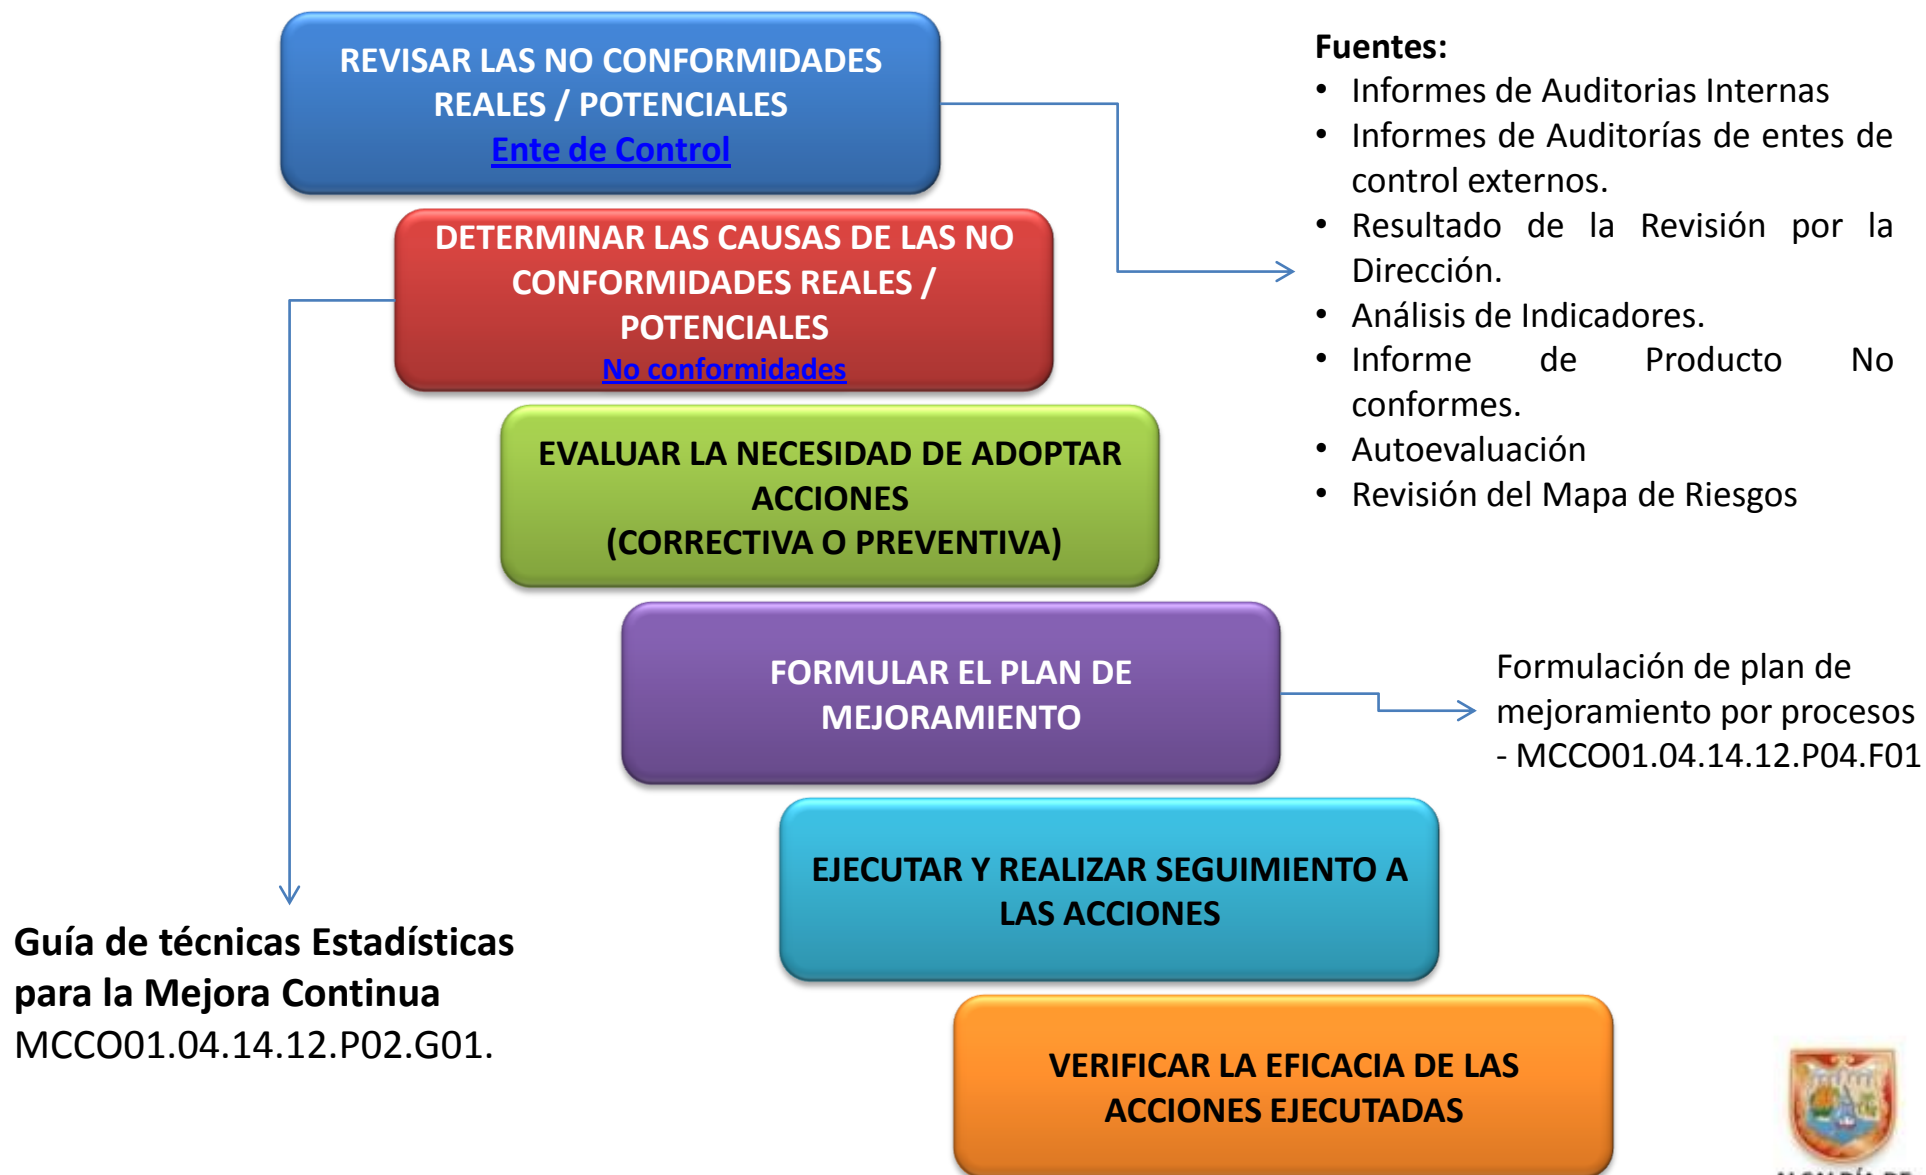 REVISAR LAS NO CONFORMIDADES
REALES / POTENCIALES
Ente de Control
Fuentes:
• Informes de Auditorias Internas
• Informes de Auditorías de entes de
control externos.
• Resultado de la Revisión por la
Dirección.
• Análisis de Indicadores.
• Informe de Producto No
conformes.
• Autoevaluación
• Revisión del Mapa de Riesgos
DETERMINAR LAS CAUSAS DE LAS NO
CONFORMIDADES REALES /
POTENCIALES
No conformidades
EVALUAR LA NECESIDAD DE ADOPTAR
ACCIONES
(CORRECTIVA O PREVENTIVA)
FORMULAR EL PLAN DE
MEJORAMIENTO
Formulación de plan de
mejoramiento por procesos
- MCCO01.04.14.12.P04.F01
EJECUTAR Y REALIZAR SEGUIMIENTO A
LAS ACCIONES
Guía de técnicas Estadísticas
para la Mejora Continua
MCCO01.04.14.12.P02.G01.
VERIFICAR LA EFICACIA DE LAS
ACCIONES EJECUTADAS
ALCALDÍA DE